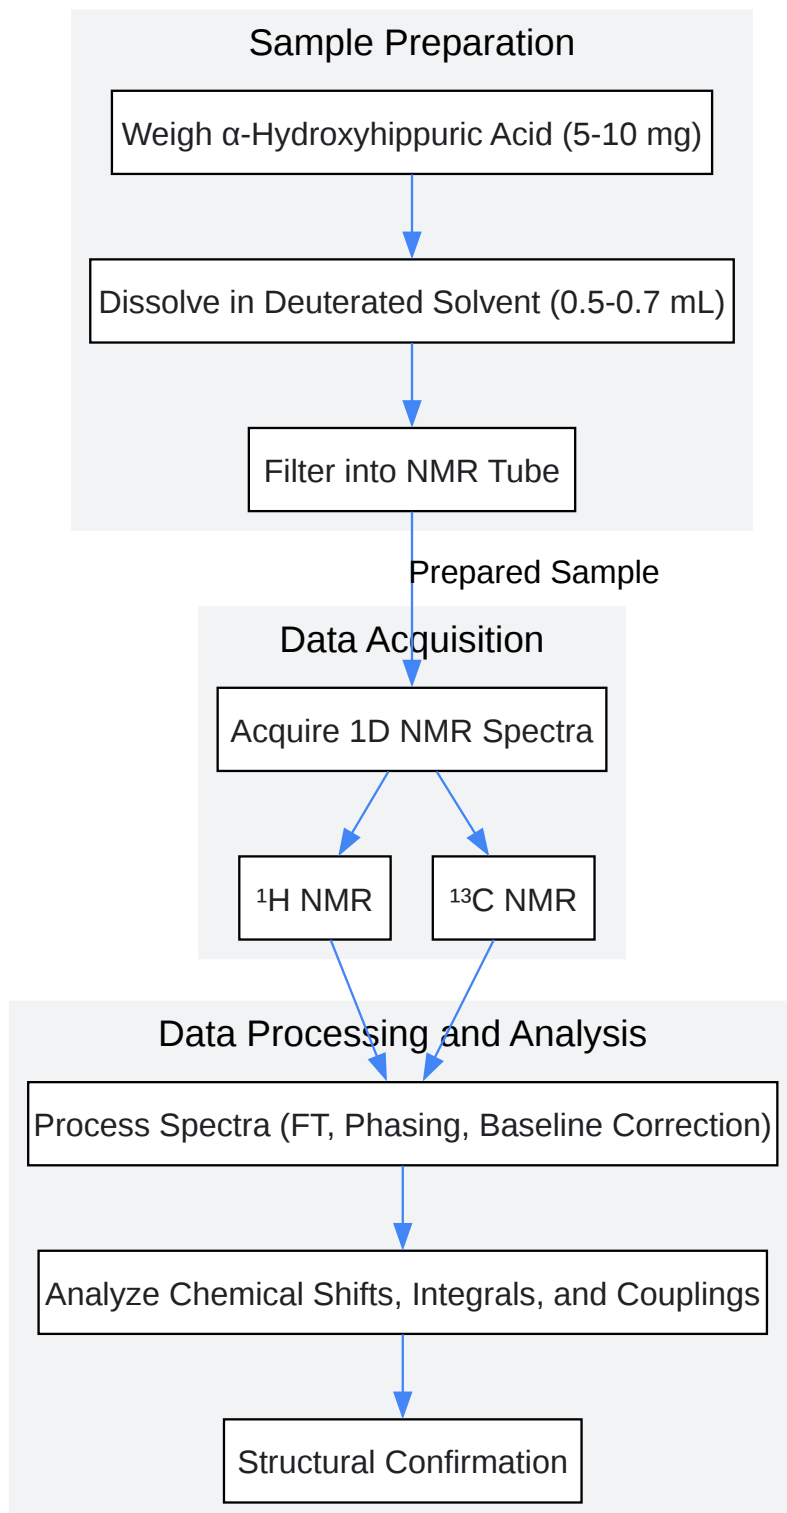 Sample Preparation
Weigh α-Hydroxyhippuric Acid (5-10 mg)
Dissolve in Deuterated Solvent (0.5-0.7 mL)
Filter into NMR Tube
Prepared Sample
Data Acquisition
Acquire 1D NMR Spectra
¹H NMR
¹³C NMR
Data Processing and Analysis
Process Spectra (FT, Phasing, Baseline Correction)
Analyze Chemical Shifts, Integrals, and Couplings
Structural Confirmation